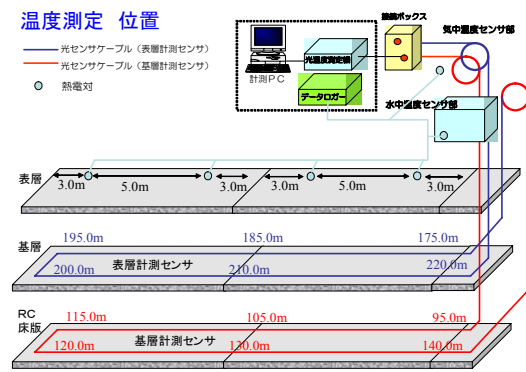 温度測定 位置
光センサケーブル（表層計測センサ）
光センサケーブル（基層計測センサ）
熱電対
計測ＰＣ
光温度測定機
データロガー
接続ボックス
気中温度センサ部
水中温度センサ部
表層
3.0m
5.0m
3.0m
3.0m
5.0m
3.0m
基層
195.0m
185.0m
175.0m
表層計測センサ
200.0m
210.0m
220.0m
RC
床版
115.0m
105.0m
95.0m
基層計測センサ
120.0m
130.0m
140.0m